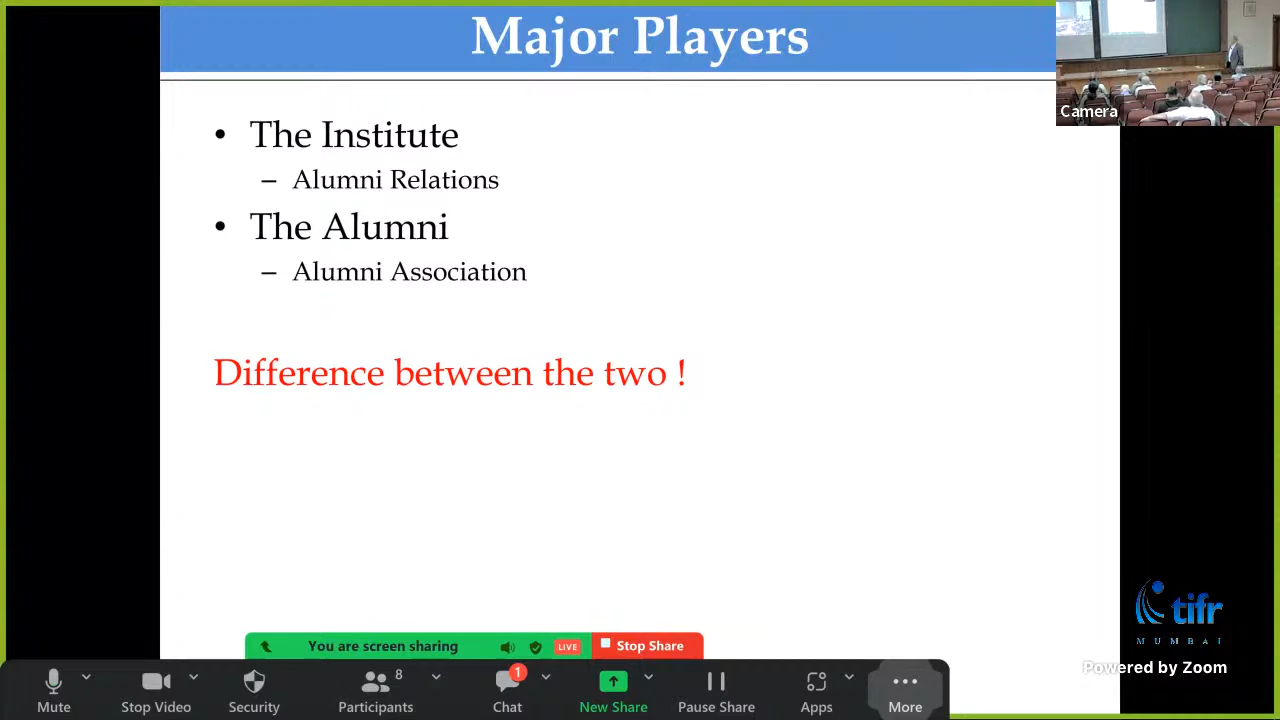 Major Players
Camera
• The Institute
– Alumni Relations
• The Alumni
– Alumni Association
Difference between the two !
tifr
MUMBAI
Powered by Zoom
You are screen sharing
LIVE
Stop Share
Mute
Stop Video
Security
Participants
8
Chat
1
New Share
Pause Share
Apps
More